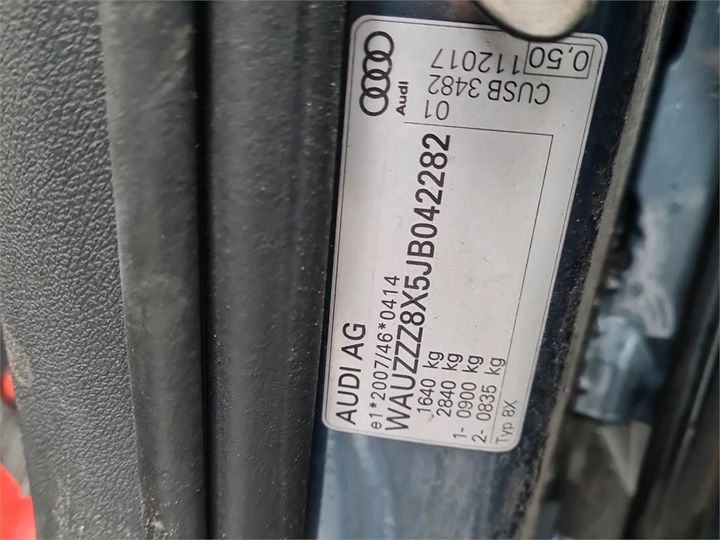 AUDI AG
e1*2007/46*0414
WAUZZZ8X5JB042282
1640 kg
2840 kg
1- 0900 kg
2- 0835 kg
Typ 8X
Audi
01
CUSB 3482
112017
0,50